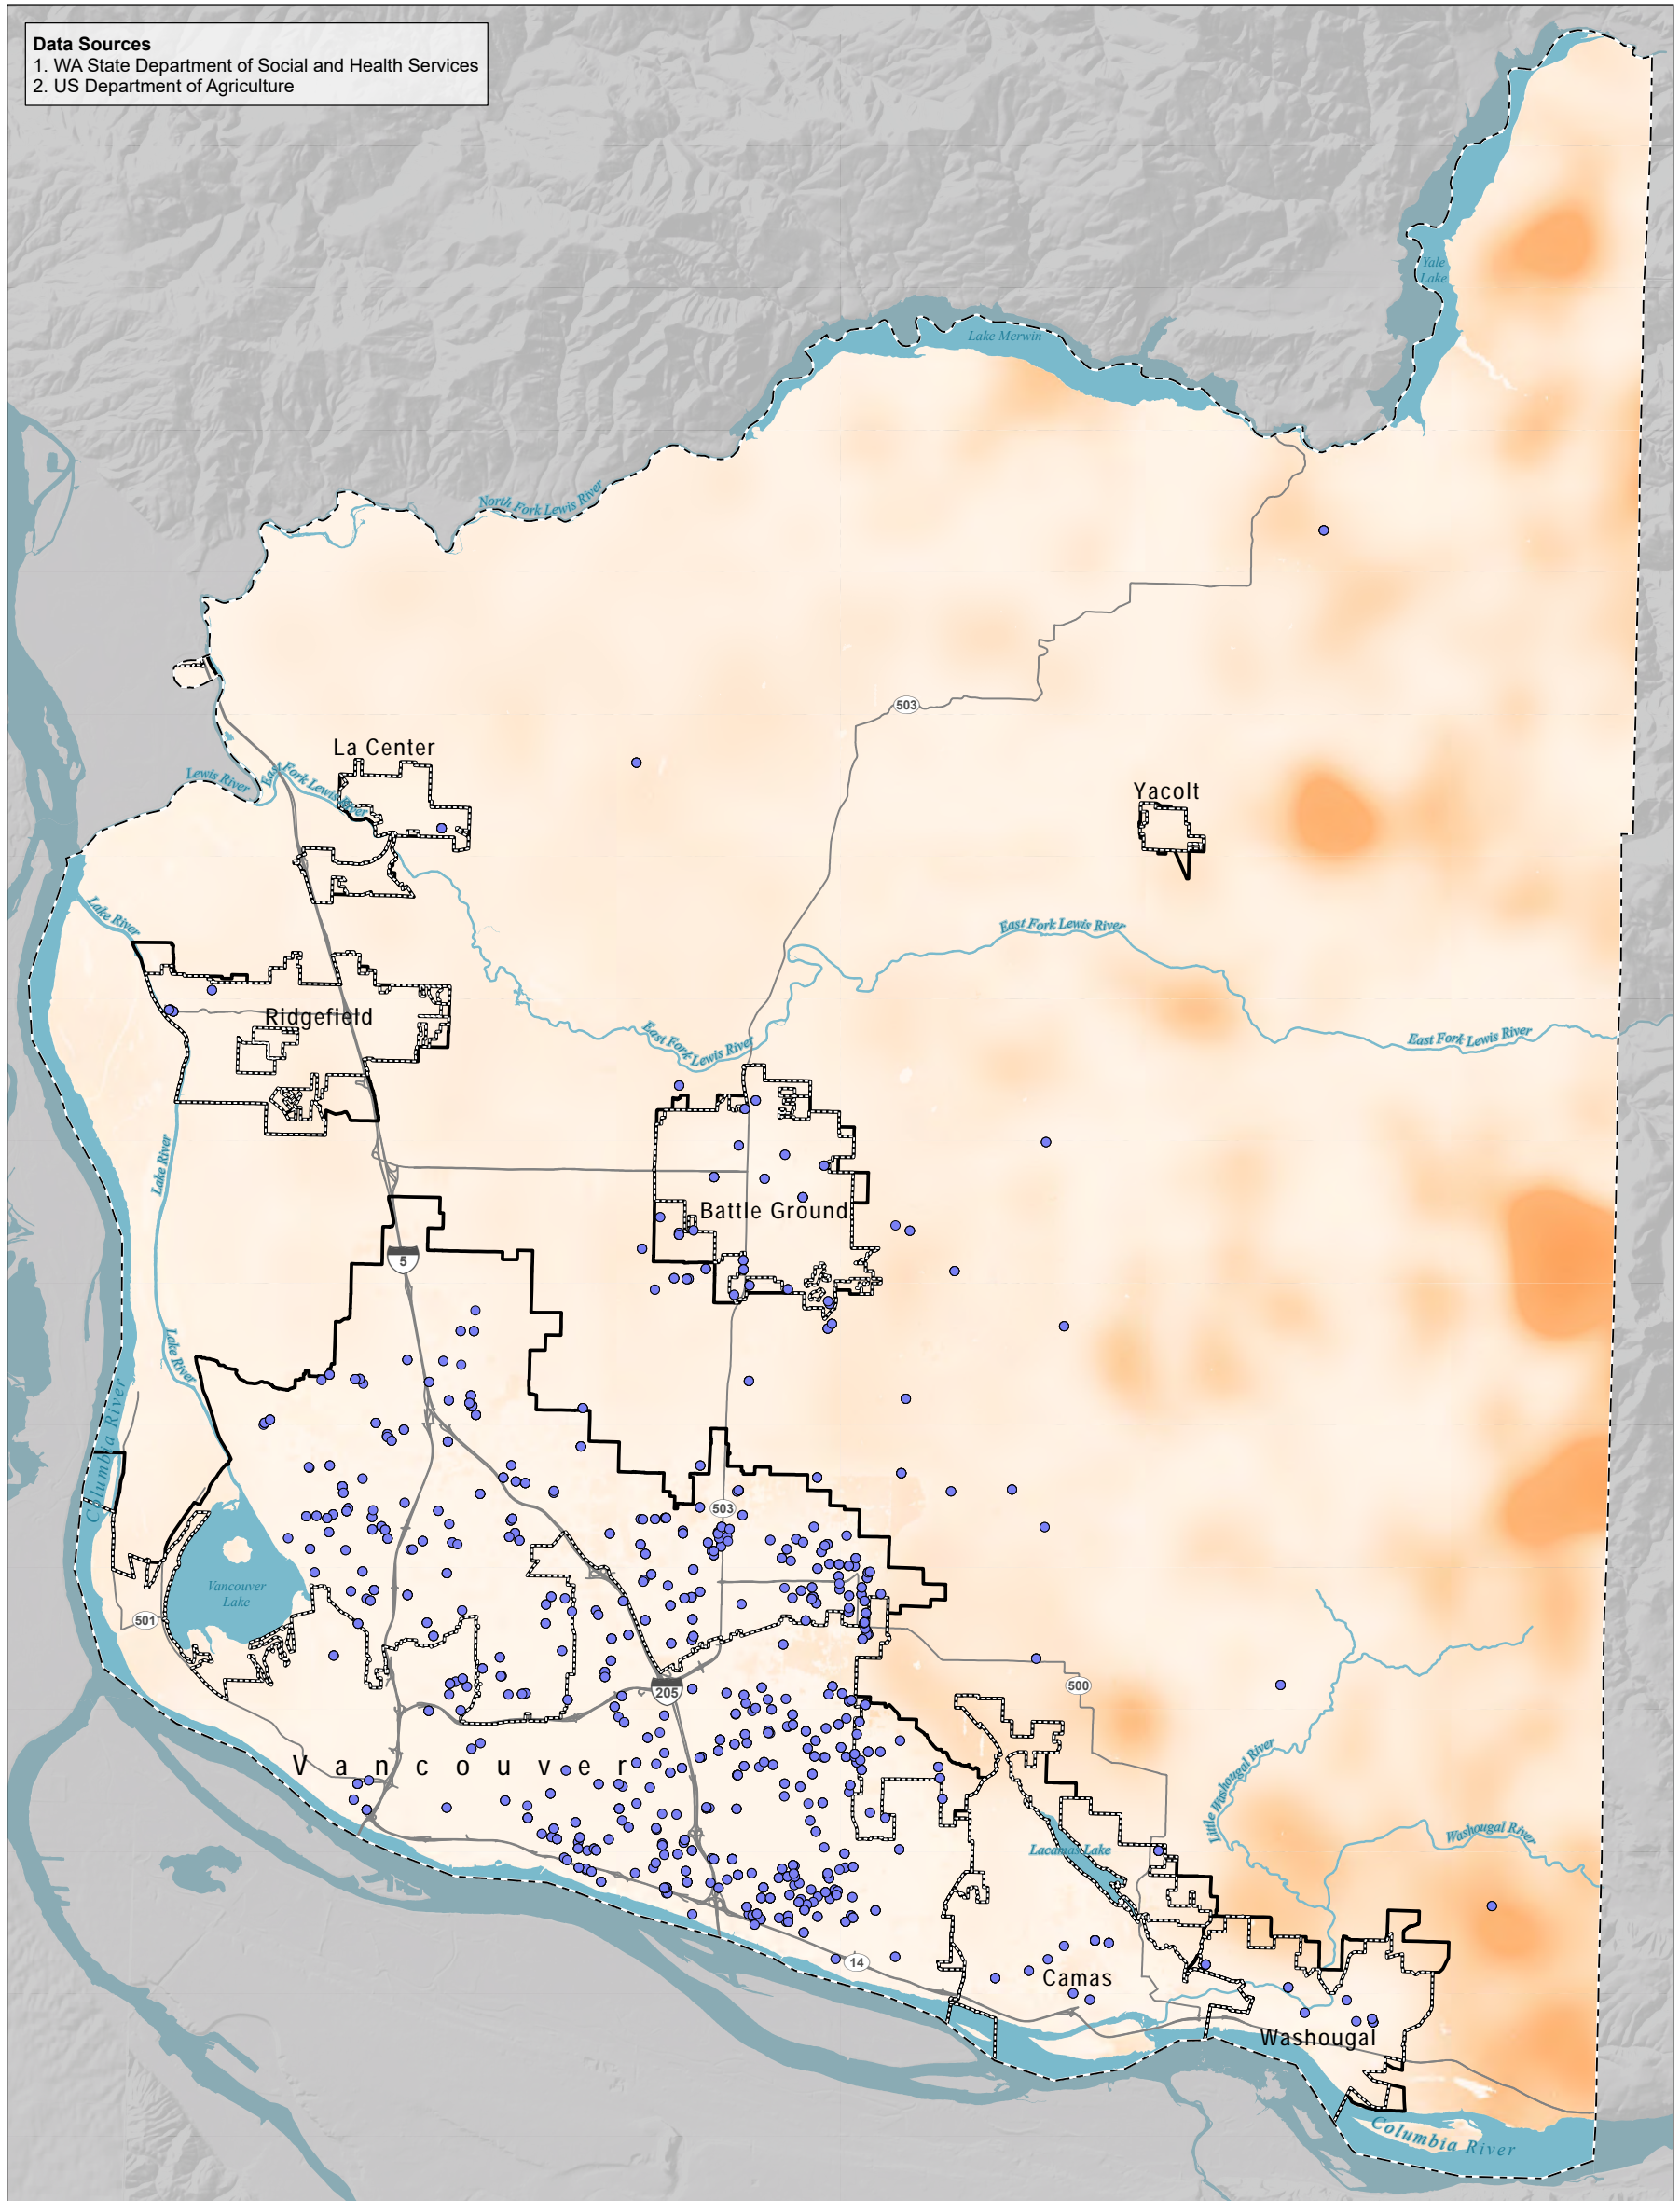 Data Sources
1. WA State Department of Social and Health Services
2. US Department of Agriculture
Yale
Lake
Lake Merwin
North Fork Lewis River
503
La Center
Lewis River
East Fork Lewis River
Yacolt
Lake River
East Fork Lewis River
Ridgefield
East Fork Lewis River
East Fork Lewis River
Lake River
Battle Ground
5
Lake River
Columbia River
503
Vancouver
Lake
501
205
500
Vancouver
Little Washougal River
Washougal River
Lacamas Lake
14
Camas
Washougal
Columbia River